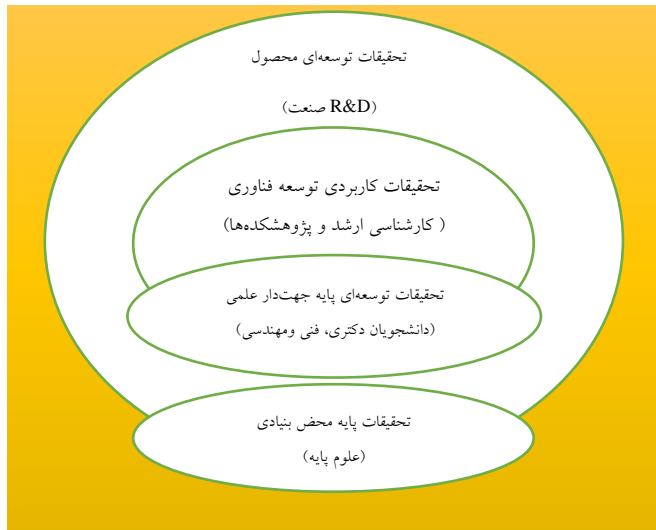 تحقیقات توسعه‌ای محصول
(R&D صنعت)
تحقیقات کاربردی توسعه فناوری
( کارشناسی ارشد و پژوهشکده‌ها)
تحقیقات توسعه‌ای پایه جهت‌دار علمی
(دانشجویان دکتری، فنی ومهندسی)
تحقیقات پایه محض بنیادی
(علوم پایه)